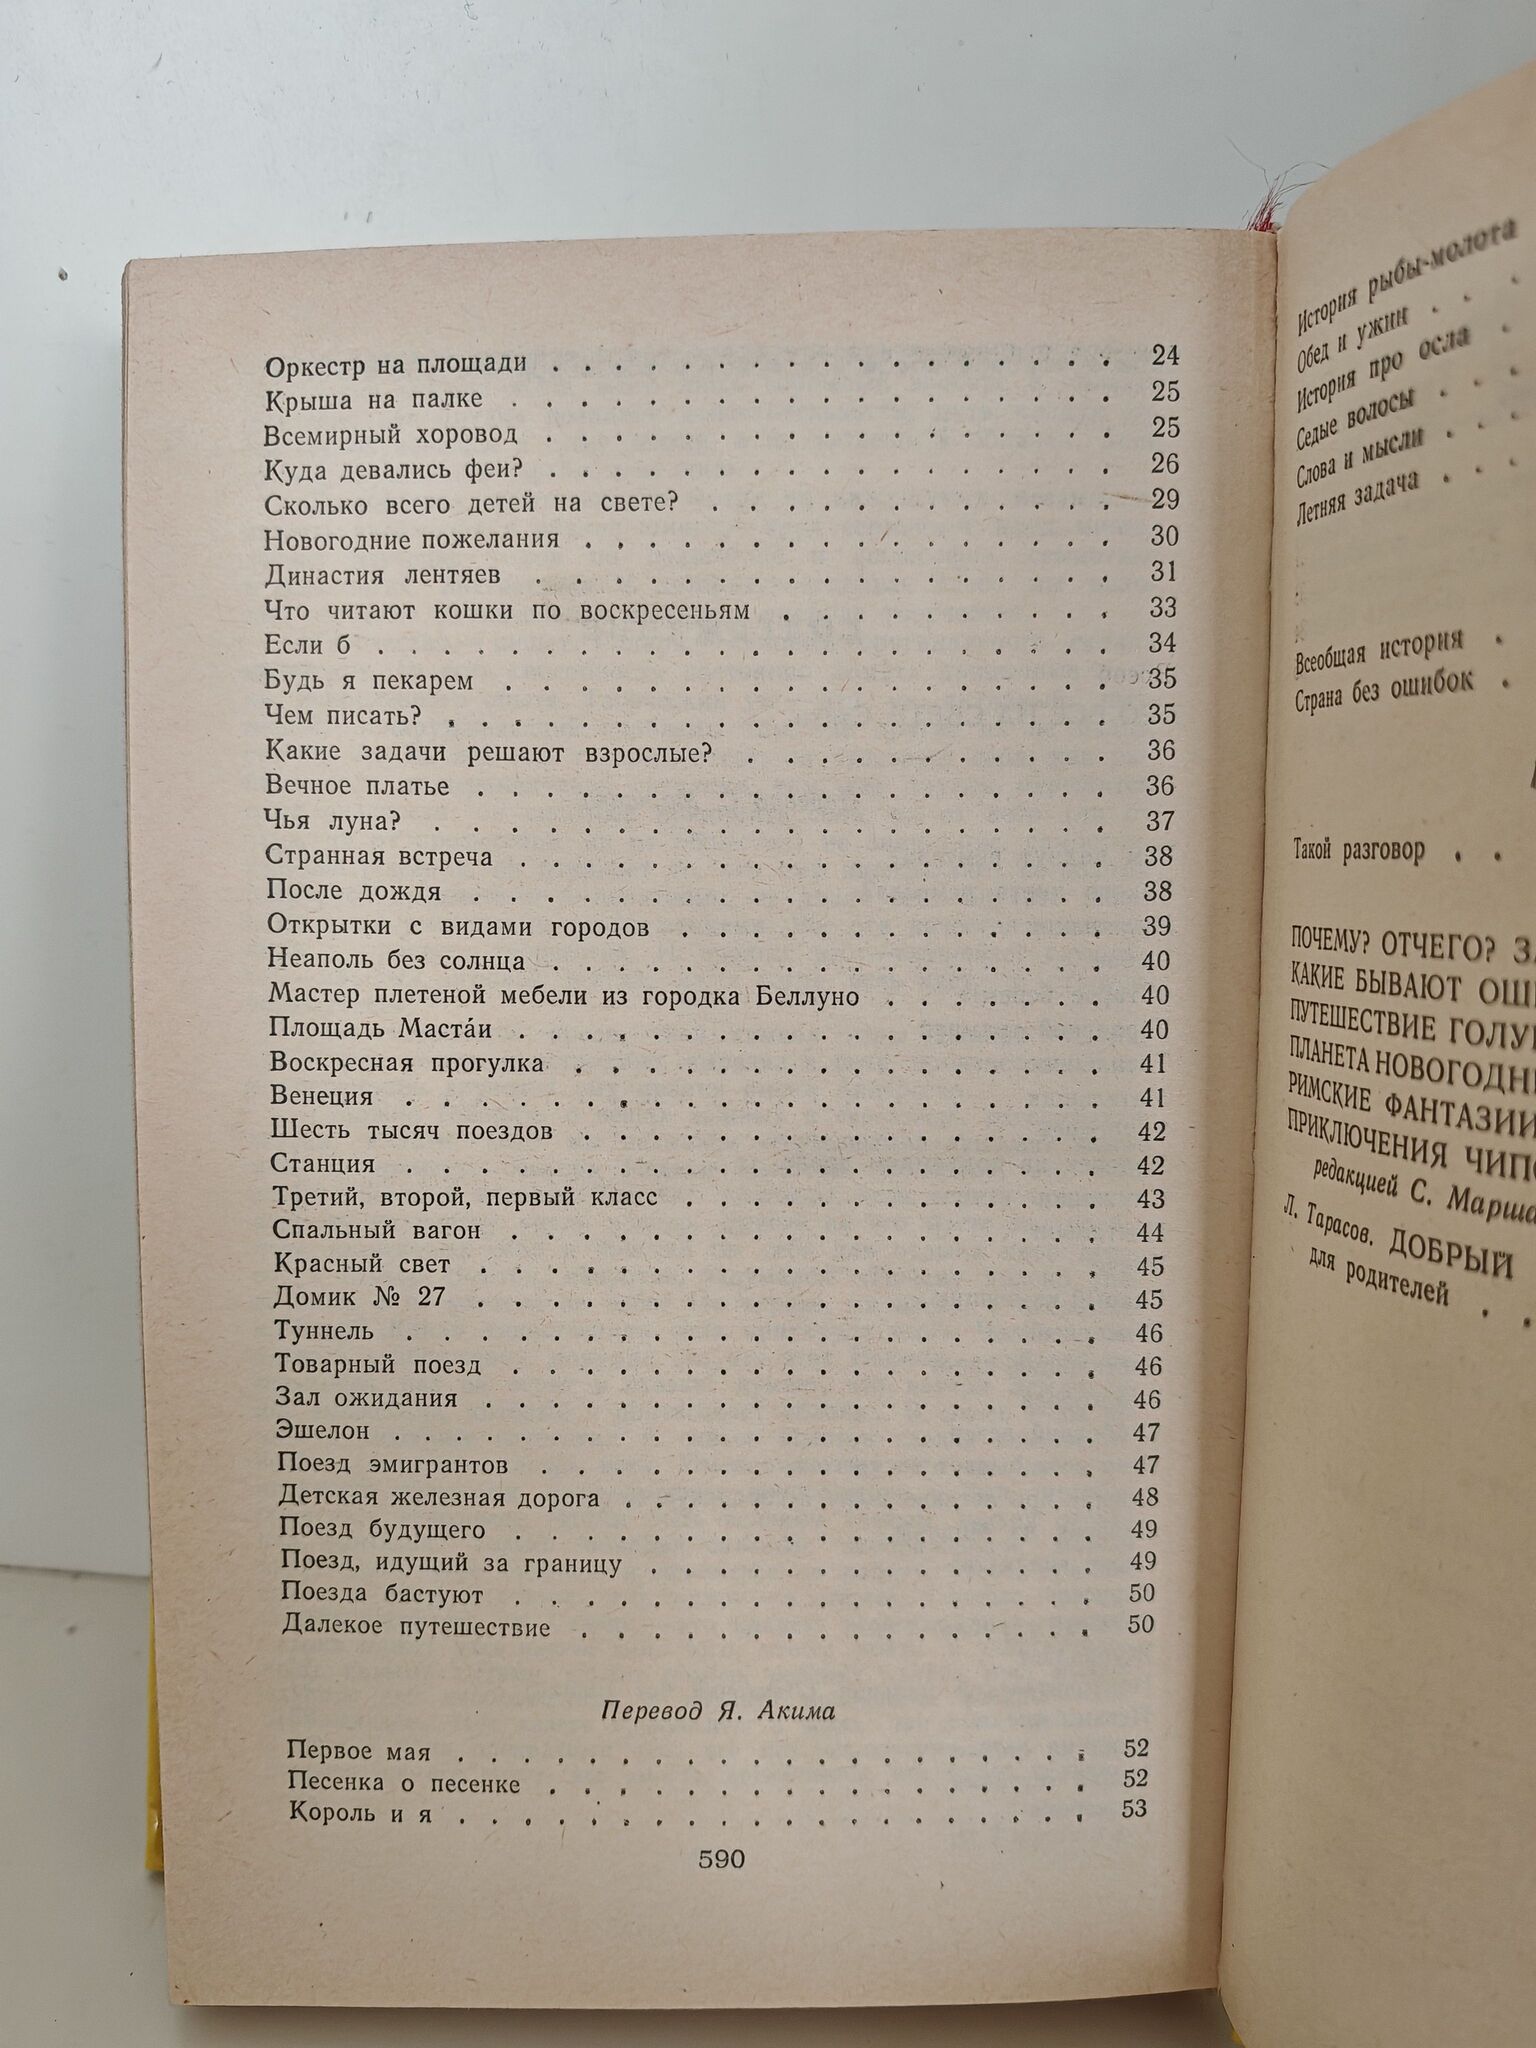 Оркестр на площади . . . . . . . . . . . . . . . . . . 24
Крыша на палке . . . . . . . . . . . . . . . . . . 25
Всемирный хоровод . . . . . . . . . . . . . . . . . . 25
Куда девались феи? . . . . . . . . . . . . . . . . . . 26
Сколько всего детей на свете? . . . . . . . . . . . . . 29
Новогодние пожелания . . . . . . . . . . . . . . . . 30
Династия лентяев . . . . . . . . . . . . . . . . . . 31
Что читают кошки по воскресеньям . . . . . . . . . . 33
Если б . . . . . . . . . . . . . . . . . . . . . . 34
Будь я пекарем . . . . . . . . . . . . . . . . . . 35
Чем писать? . . . . . . . . . . . . . . . . . . . . 35
Какие задачи решают взрослые? . . . . . . . . . . . 36
Вечное платье . . . . . . . . . . . . . . . . . . . 36
Чья луна? . . . . . . . . . . . . . . . . . . . . 37
Странная встреча . . . . . . . . . . . . . . . . . . 38
После дождя . . . . . . . . . . . . . . . . . . . 38
Открытки с видами городов . . . . . . . . . . . . . 39
Неаполь без солнца . . . . . . . . . . . . . . . . . 40
Мастер плетеной мебели из городка Беллуно . . . . . . . 40
Площадь Мастáи . . . . . . . . . . . . . . . . . . 40
Воскресная прогулка . . . . . . . . . . . . . . . . 41
Венеция . . . . . . . . . . . . . . . . . . . . . 41
Шесть тысяч поездов . . . . . . . . . . . . . . . . 42
Станция . . . . . . . . . . . . . . . . . . . . . 42
Третий, второй, первый класс . . . . . . . . . . . . . 43
Спальный вагон . . . . . . . . . . . . . . . . . . 44
Красный свет . . . . . . . . . . . . . . . . . . . 45
Домик № 27 . . . . . . . . . . . . . . . . . . . 45
Туннель . . . . . . . . . . . . . . . . . . . . . 46
Товарный поезд . . . . . . . . . . . . . . . . . . 46
Зал ожидания . . . . . . . . . . . . . . . . . . . 46
Эшелон . . . . . . . . . . . . . . . . . . . . . 47
Поезд эмигрантов . . . . . . . . . . . . . . . . . 47
Детская железная дорога . . . . . . . . . . . . . . 48
Поезд будущего . . . . . . . . . . . . . . . . . . 49
Поезд, идущий за границу . . . . . . . . . . . . . . 49
Поезда бастуют . . . . . . . . . . . . . . . . . . 50
Далекое путешествие . . . . . . . . . . . . . . . . 50
Перевод Я. Акима
Первое мая . . . . . . . . . . . . . . . . . . . 52
Песенка о песенке . . . . . . . . . . . . . . . . . 52
Король и я . . . . . . . . . . . . . . . . . . . 53
590
История рыбы-молота
Обед и ужин . . .
История про осла .
Седые волосы . . .
Слова и мысли . . .
Летняя задача . . .
Всеобщая история .
Страна без ошибок .
Такой разговор . .
ПОЧЕМУ? ОТЧЕГО?
КАКИЕ БЫВАЮТ
ПУТЕШЕСТВИЕ
ПЛАНЕТА
РИМСКИЕ ФАНТАЗИИ
ПРИКЛЮЧЕНИЯ
редакцией С.
Л. Тарасов. ДОБРЫЙ
для родителей . .